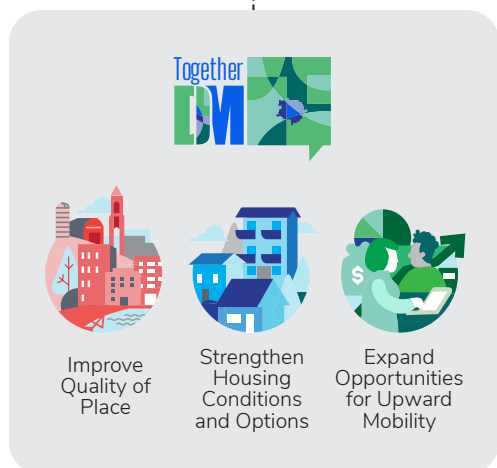 Together
DM
$
Improve
Quality of
Place
Strengthen
Housing
Conditions
and Options
Expand
Opportunities
for Upward
Mobility